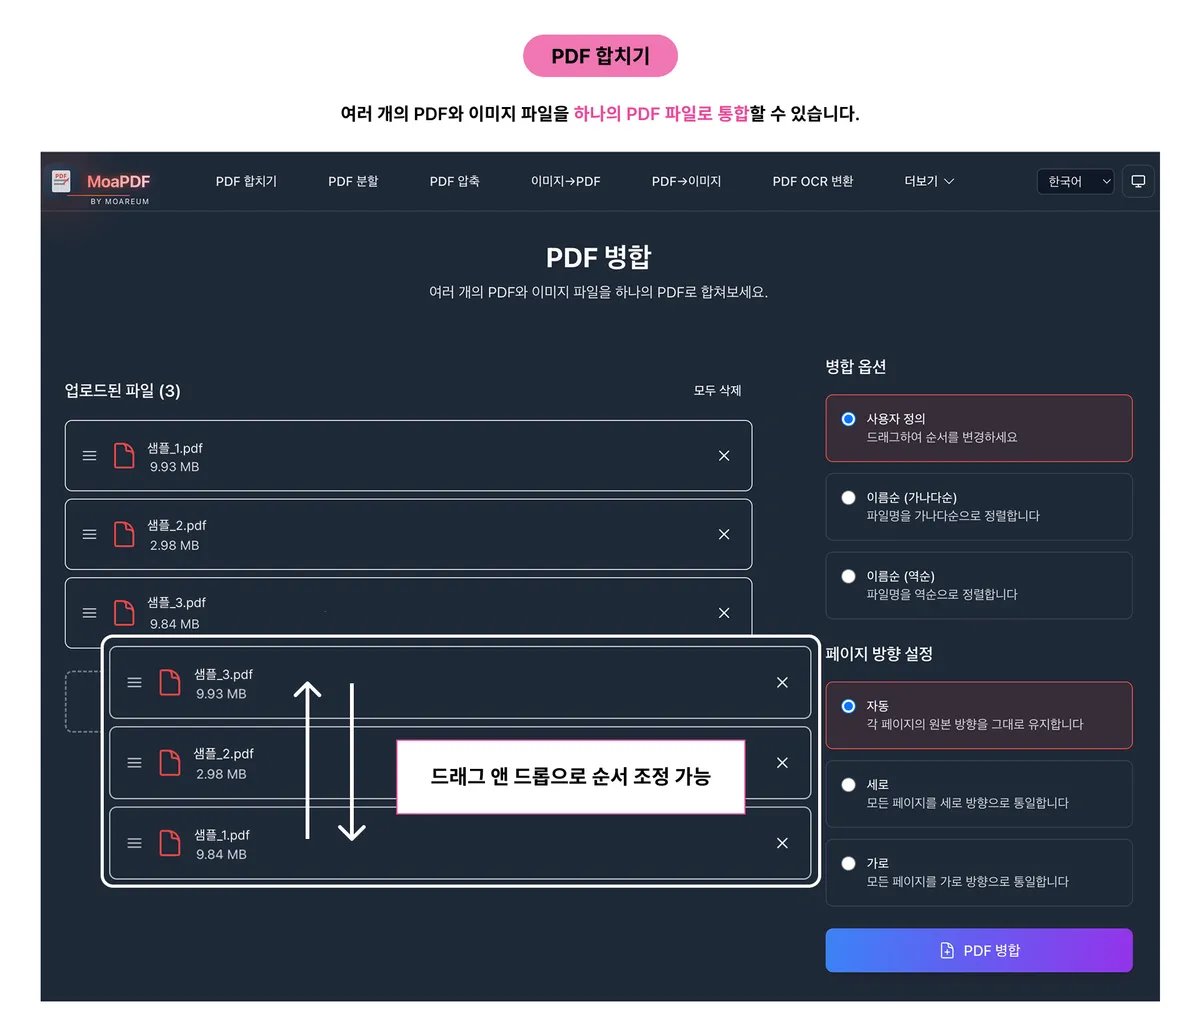 PDF 합치기
여러 개의 PDF와 이미지 파일을 하나의 PDF 파일로 통합할 수 있습니다.
PDF
MoaPDF
BY MOAREUM
PDF 합치기
PDF 분할
PDF 압축
이미지→PDF
PDF→이미지
PDF OCR 변환
더보기
한국어
PDF 병합
여러 개의 PDF와 이미지 파일을 하나의 PDF로 합쳐보세요.
업로드된 파일 (3)
모두 삭제
샘플_1.pdf
9.93 MB
샘플_2.pdf
2.98 MB
샘플_3.pdf
9.84 MB
샘플_3.pdf
9.93 MB
샘플_2.pdf
2.98 MB
샘플_1.pdf
9.84 MB
드래그 앤 드롭으로 순서 조정 가능
병합 옵션
사용자 정의
드래그하여 순서를 변경하세요
이름순 (가나다순)
파일명을 가나다순으로 정렬합니다
이름순 (역순)
파일명을 역순으로 정렬합니다
페이지 방향 설정
자동
각 페이지의 원본 방향을 그대로 유지합니다
세로
모든 페이지를 세로 방향으로 통일합니다
가로
모든 페이지를 가로 방향으로 통일합니다
PDF 병합